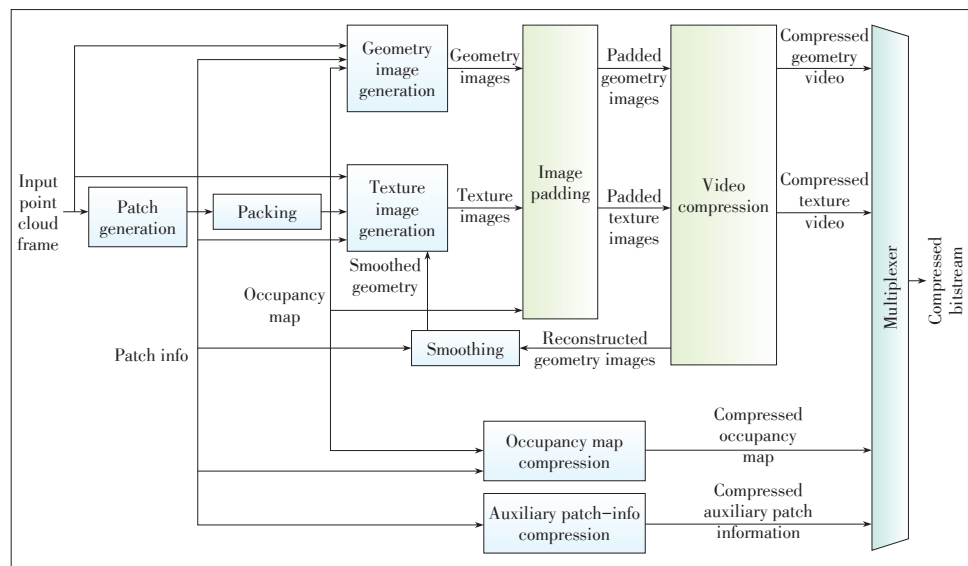 Geometry
image
generation
Geometry
images
Padded
geometry
images
Compressed
geometry
video
Input
point
cloud
frame
Patch
generation
Packing
Texture
image
generation
Texture
images
Image
padding
Padded
texture
images
Video
compression
Compressed
texture
video
Smoothed
geometry
Occupancy
map
Patch info
Smoothing
Reconstructed
geometry images
Multiplexer
Compressed
bitstream
Occupancy map
compression
Compressed
occupancy
map
Auxiliary patch-info
compression
Compressed
auxiliary patch
information